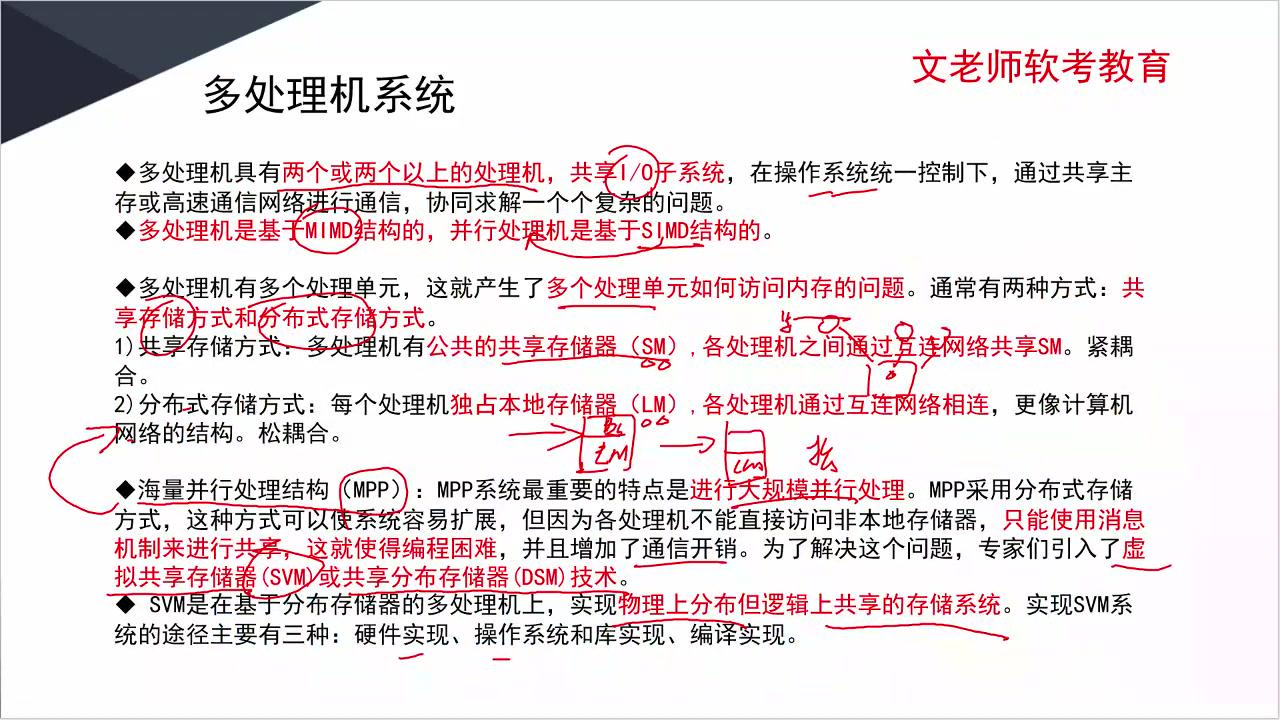 文老师软考教育
多处理机系统
◆多处理机具有两个或两个以上的处理机，共享I/O子系统，在操作系统统一控制下，通过共享主
存或高速通信网络进行通信，协同求解一个个复杂的问题。
◆多处理机是基于MIMD结构的，并行处理机是基于SIMD结构的。
◆多处理机有多个处理单元，这就产生了多个处理单元如何访问内存的问题。通常有两种方式：共
享存储方式和分布式存储方式。
1)共享存储方式：多处理机有公共的共享存储器（SM）,各处理机之间通过互连网络共享SM。紧耦
合。
2)分布式存储方式：每个处理机独占本地存储器（LM）,各处理机通过互连网络相连，更像计算机
网络的结构。松耦合。
LM
LM
◆海量并行处理结构（MPP）：MPP系统最重要的特点是进行大规模并行处理。MPP采用分布式存储
方式，这种方式可以使系统容易扩展，但因为各处理机不能直接访问非本地存储器，只能使用消息
机制来进行共享，这就使得编程困难，并且增加了通信开销。为了解决这个问题，专家们引入了虚
拟共享存储器(SVM)或共享分布存储器(DSM)技术。
◆ SVM是在基于分布存储器的多处理机上，实现物理上分布但逻辑上共享的存储系统。实现SVM系
统的途径主要有三种：硬件实现、操作系统和库实现、编译实现。